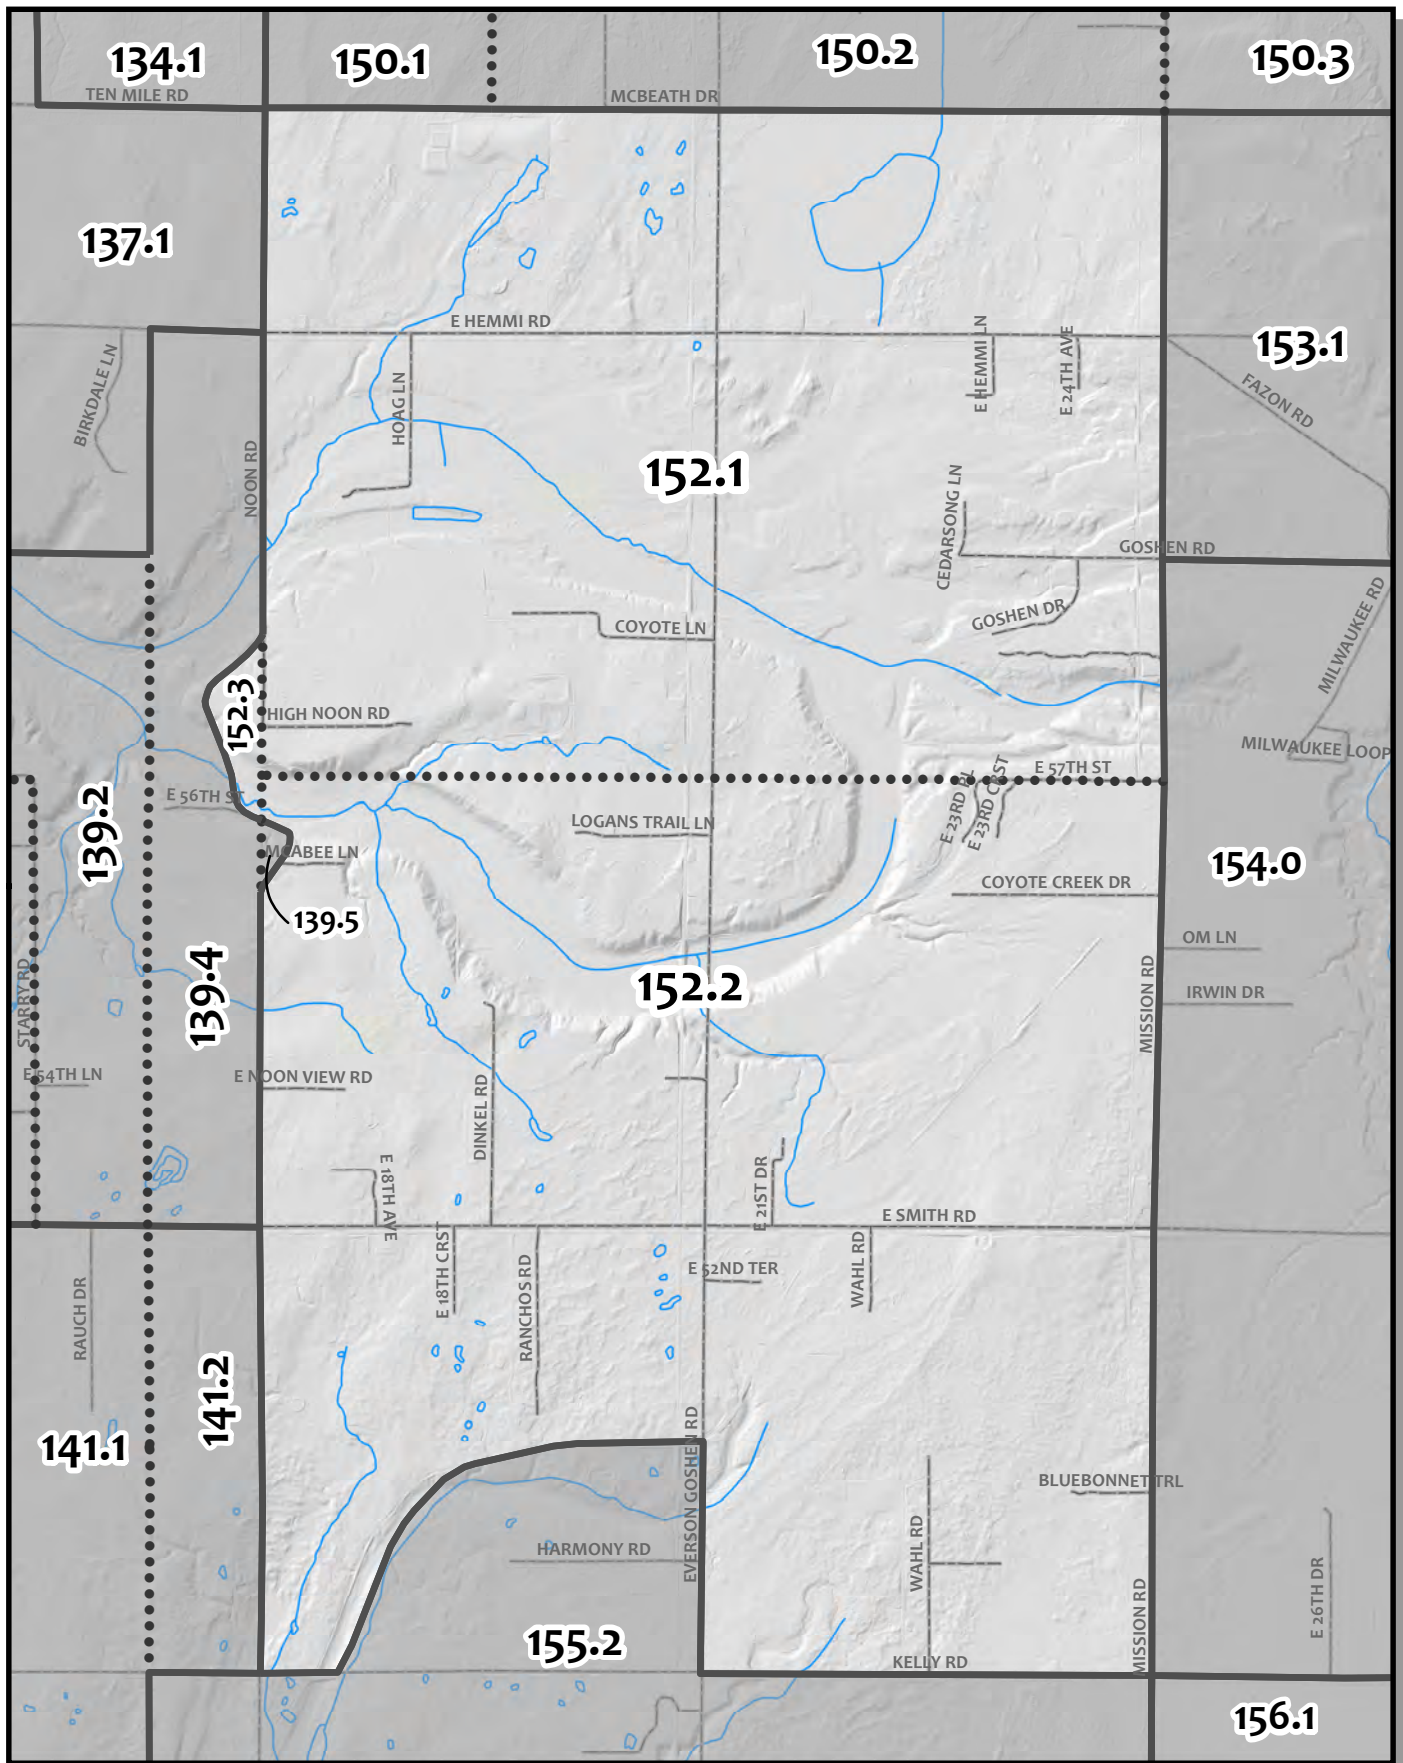 134.1
150.1
150.2
150.3
TEN MILE RD
MCBEATH DR
137.1
E HEMMI RD
153.1
BIRKDALE LN
HOAG LN
E HEMMI LN
E 24TH AVE
FAZON RD
NOON RD
152.1
CEDARSONG LN
GOSHEN RD
GOSHEN DR
MILWAUKEE RD
COYOTE LN
152.3
HIGH NOON RD
MILWAUKEE LOOP
E 57TH ST
E 56TH ST
E 23RD PL
E 23RD CRST
139.2
LOGANS TRAIL LN
MCABEE LN
154.0
COYOTE CREEK DR
139.5
OM LN
139.4
152.2
IRWIN DR
STARRY RD
MISSION RD
E 54TH LN
E NOON VIEW RD
DINKEL RD
E 18TH AVE
E 21ST DR
E SMITH RD
E 18TH CRST
RANCHOS RD
E 52ND TER
WAHL RD
RAUCH DR
141.2
141.1
EVERSON GOSHEN RD
BLUEBONNET TRL
HARMONY RD
WAHL RD
E 26TH DR
155.2
MISSION RD
KELLY RD
156.1